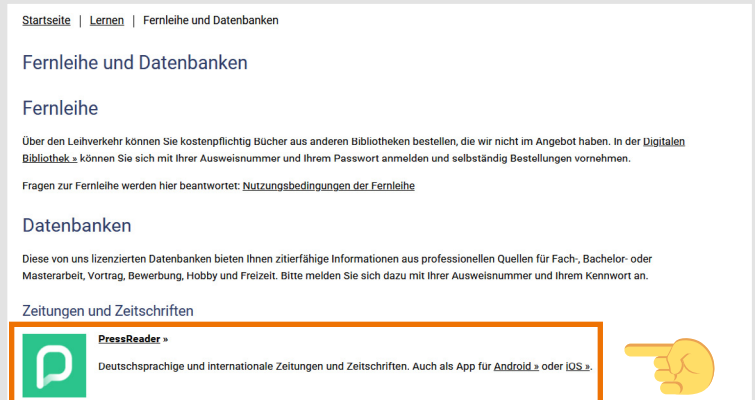 Startseite | Lernen | Fernleihe und Datenbanken
Fernleihe und Datenbanken
Fernleihe
Über den Leihverkehr können Sie kostenpflichtig Bücher aus anderen Bibliotheken bestellen, die wir nicht im Angebot haben. In der Digitalen
Bibliothek » können Sie sich mit Ihrer Ausweisnummer und Ihrem Passwort anmelden und selbständig Bestellungen vornehmen.
Fragen zur Fernleihe werden hier beantwortet: Nutzungsbedingungen der Fernleihe
Datenbanken
Diese von uns lizenzierten Datenbanken bieten Ihnen zitierfähige Informationen aus professionellen Quellen für Fach-, Bachelor- oder
Masterarbeit, Vortrag, Bewerbung, Hobby und Freizeit. Bitte melden Sie sich dazu mit Ihrer Ausweisnummer und Ihrem Kennwort an.
Zeitungen und Zeitschriften
PressReader »
Deutschsprachige und internationale Zeitungen und Zeitschriften. Auch als App für Android » oder iOS ».